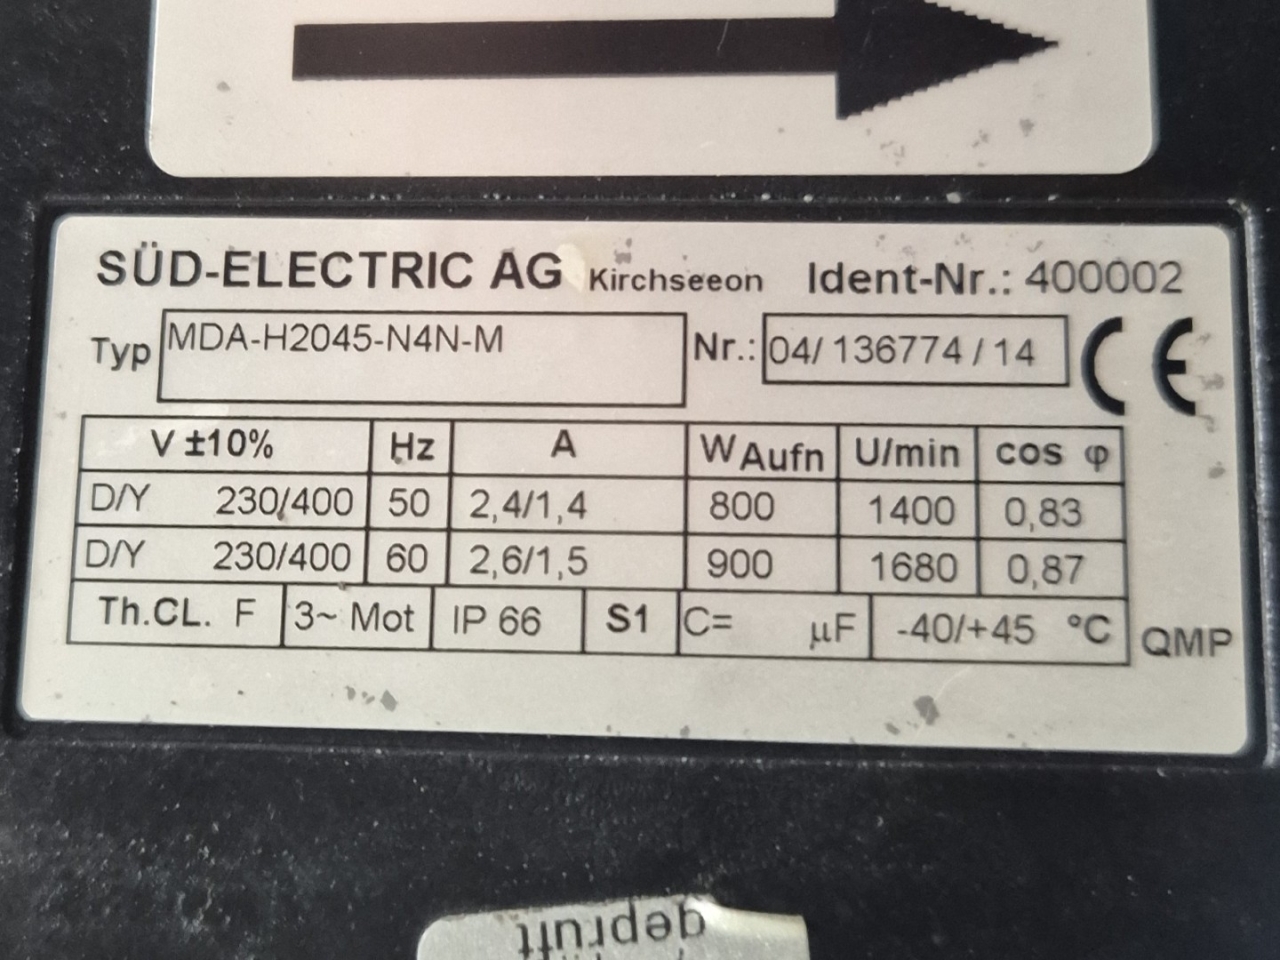 SÜD-ELECTRIC AG Kirchseeon Ident-Nr.: 400002
Typ MDA-H2045-N4N-M Nr.: 04/ 136774 / 14 CE
V ±10% Hz A W Aufn U/min cos φ
D/Y 230/400 50 2,4/1,4 800 1400 0,83
D/Y 230/400 60 2,6/1,5 900 1680 0,87
Th.CL. F 3~ Mot IP 66 S1 C= µF -40/+45 °C QMP
geprüft